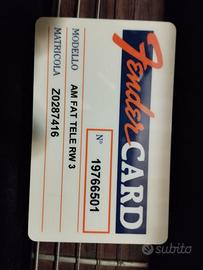 Fender CARD
MODELLO
AM FAT TELE RW 3
MATRICOLA
Z0287416
N°
19766501
subito